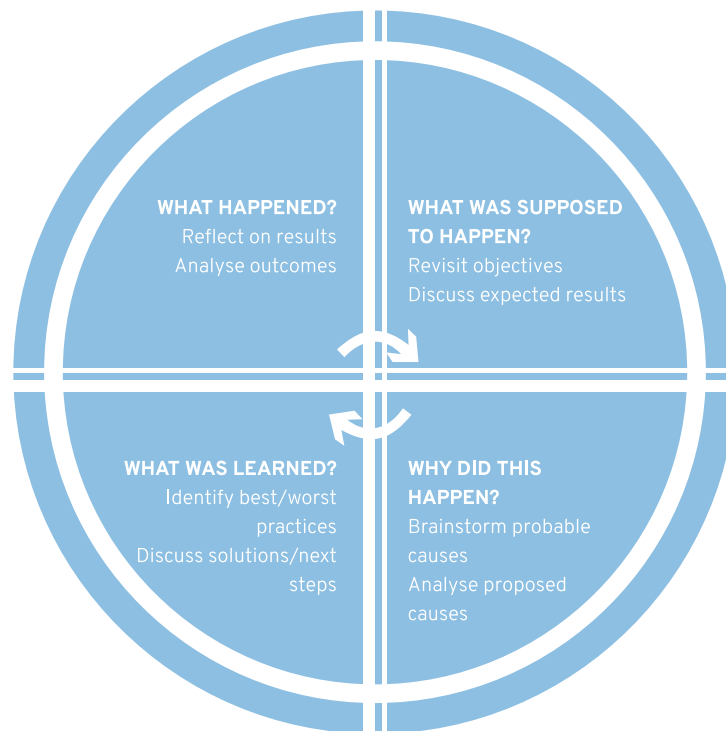 WHAT HAPPENED?
Reflect on results
Analyse outcomes
WHAT WAS SUPPOSED
TO HAPPEN?
Revisit objectives
Discuss expected results
WHAT WAS LEARNED?
Identify best/worst
practices
Discuss solutions/next
steps
WHY DID THIS
HAPPEN?
Brainstorm probable
causes
Analyse proposed
causes